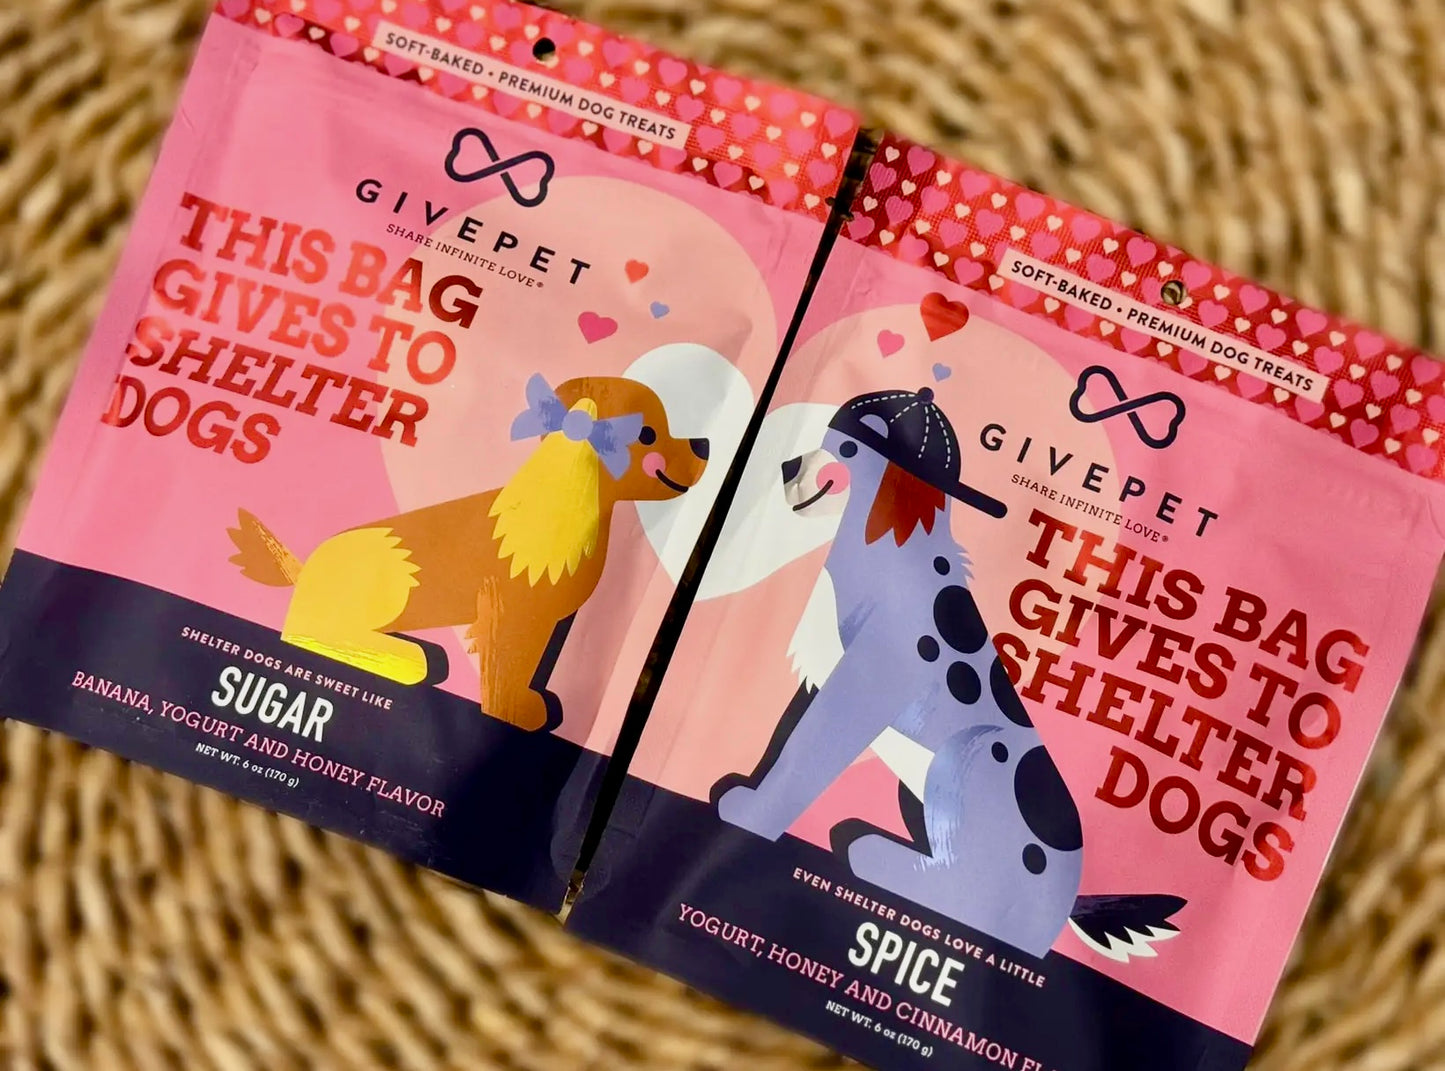 SOFT-BAKED • PREMIUM DOG TREATS
GIVEPET
SHARE INFINITE LOVE®
THIS BAG
GIVES TO
SHELTER
DOGS
SHELTER DOGS ARE SWEET LIKE
SUGAR
BANANA, YOGURT AND HONEY FLAVOR
NET WT. 6 oz (170 g)
SOFT-BAKED • PREMIUM DOG TREATS
GIVEPET
SHARE INFINITE LOVE®
THIS BAG
GIVES TO
SHELTER
DOGS
EVEN SHELTER DOGS LOVE A LITTLE
SPICE
YOGURT, HONEY AND CINNAMON
NET WT. 6 oz (170 g)